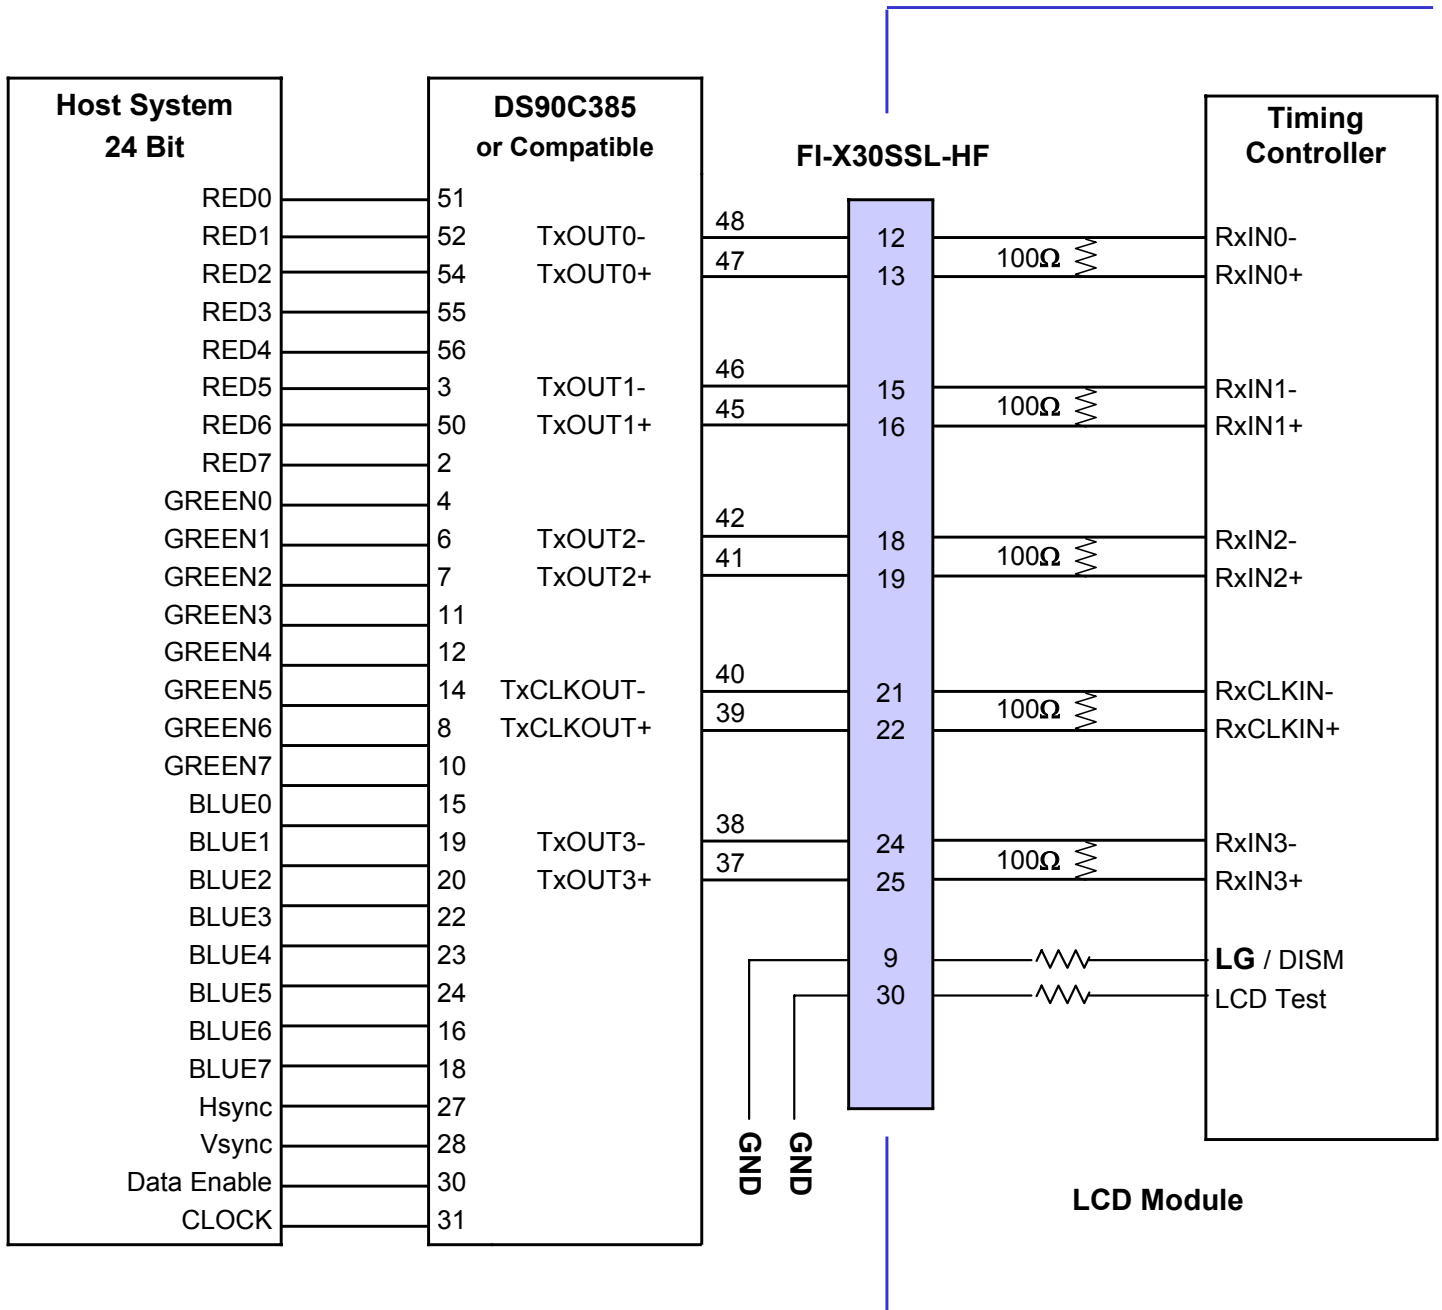 Host System
24 Bit
RED0
RED1
RED2
RED3
RED4
RED5
RED6
RED7
GREEN0
GREEN1
GREEN2
GREEN3
GREEN4
GREEN5
GREEN6
GREEN7
BLUE0
BLUE1
BLUE2
BLUE3
BLUE4
BLUE5
BLUE6
BLUE7
Hsync
Vsync
Data Enable
CLOCK
DS90C385
or Compatible
51
52 TxOUT0-
54 TxOUT0+
55
56
3 TxOUT1-
50 TxOUT1+
2
4
6 TxOUT2-
7 TxOUT2+
11
12
14 TxCLKOUT-
8 TxCLKOUT+
10
15
19 TxOUT3-
20 TxOUT3+
22
23
24
16
18
27
28
30
31
48
47
46
45
42
41
40
39
38
37
GND
GND
FI-X30SSL-HF
12
13
15
16
18
19
21
22
24
25
9
30
100Ω
100Ω
100Ω
100Ω
100Ω
Timing
Controller
RxIN0-
RxIN0+
RxIN1-
RxIN1+
RxIN2-
RxIN2+
RxCLKIN-
RxCLKIN+
RxIN3-
RxIN3+
LG / DISM
LCD Test
LCD Module